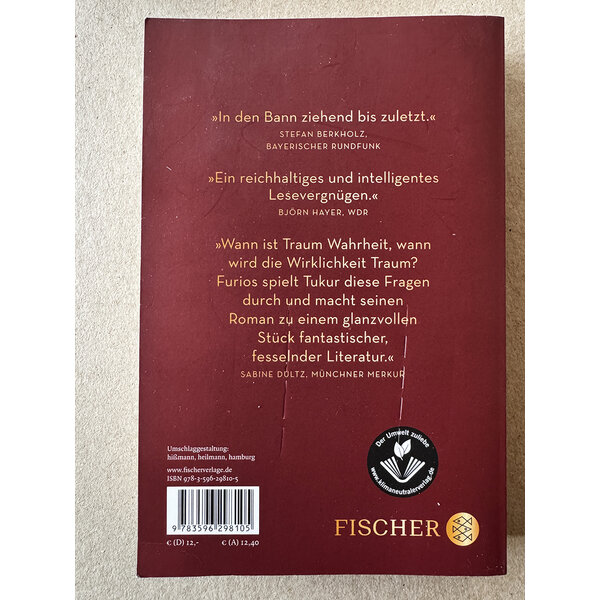 »In den Bann ziehend bis zuletzt.«
STEFAN BERKHOLZ,
BAYERISCHER RUNDFUNK
»Ein reichhaltiges und intelligentes
Lesevergnügen.«
BJÖRN HAYER, WDR
»Wann ist Traum Wahrheit, wann
wird die Wirklichkeit Traum?
Furios spielt Tukur diese Fragen
durch und macht seinen
Roman zu einem glanzvollen
Stück fantastischer,
fesselnder Literatur.«
SABINE DULTZ, MÜNCHNER MERKUR
Umschlaggestaltung:
hißmann, heilmann, hamburg
www.fischerverlage.de
ISBN 978-3-596-29810-5
9 783596 298105
€ (D) 12,- € (A) 12,40
Der Umwelt zuliebe
www.klimaneutralerverlag.de
FISCHER